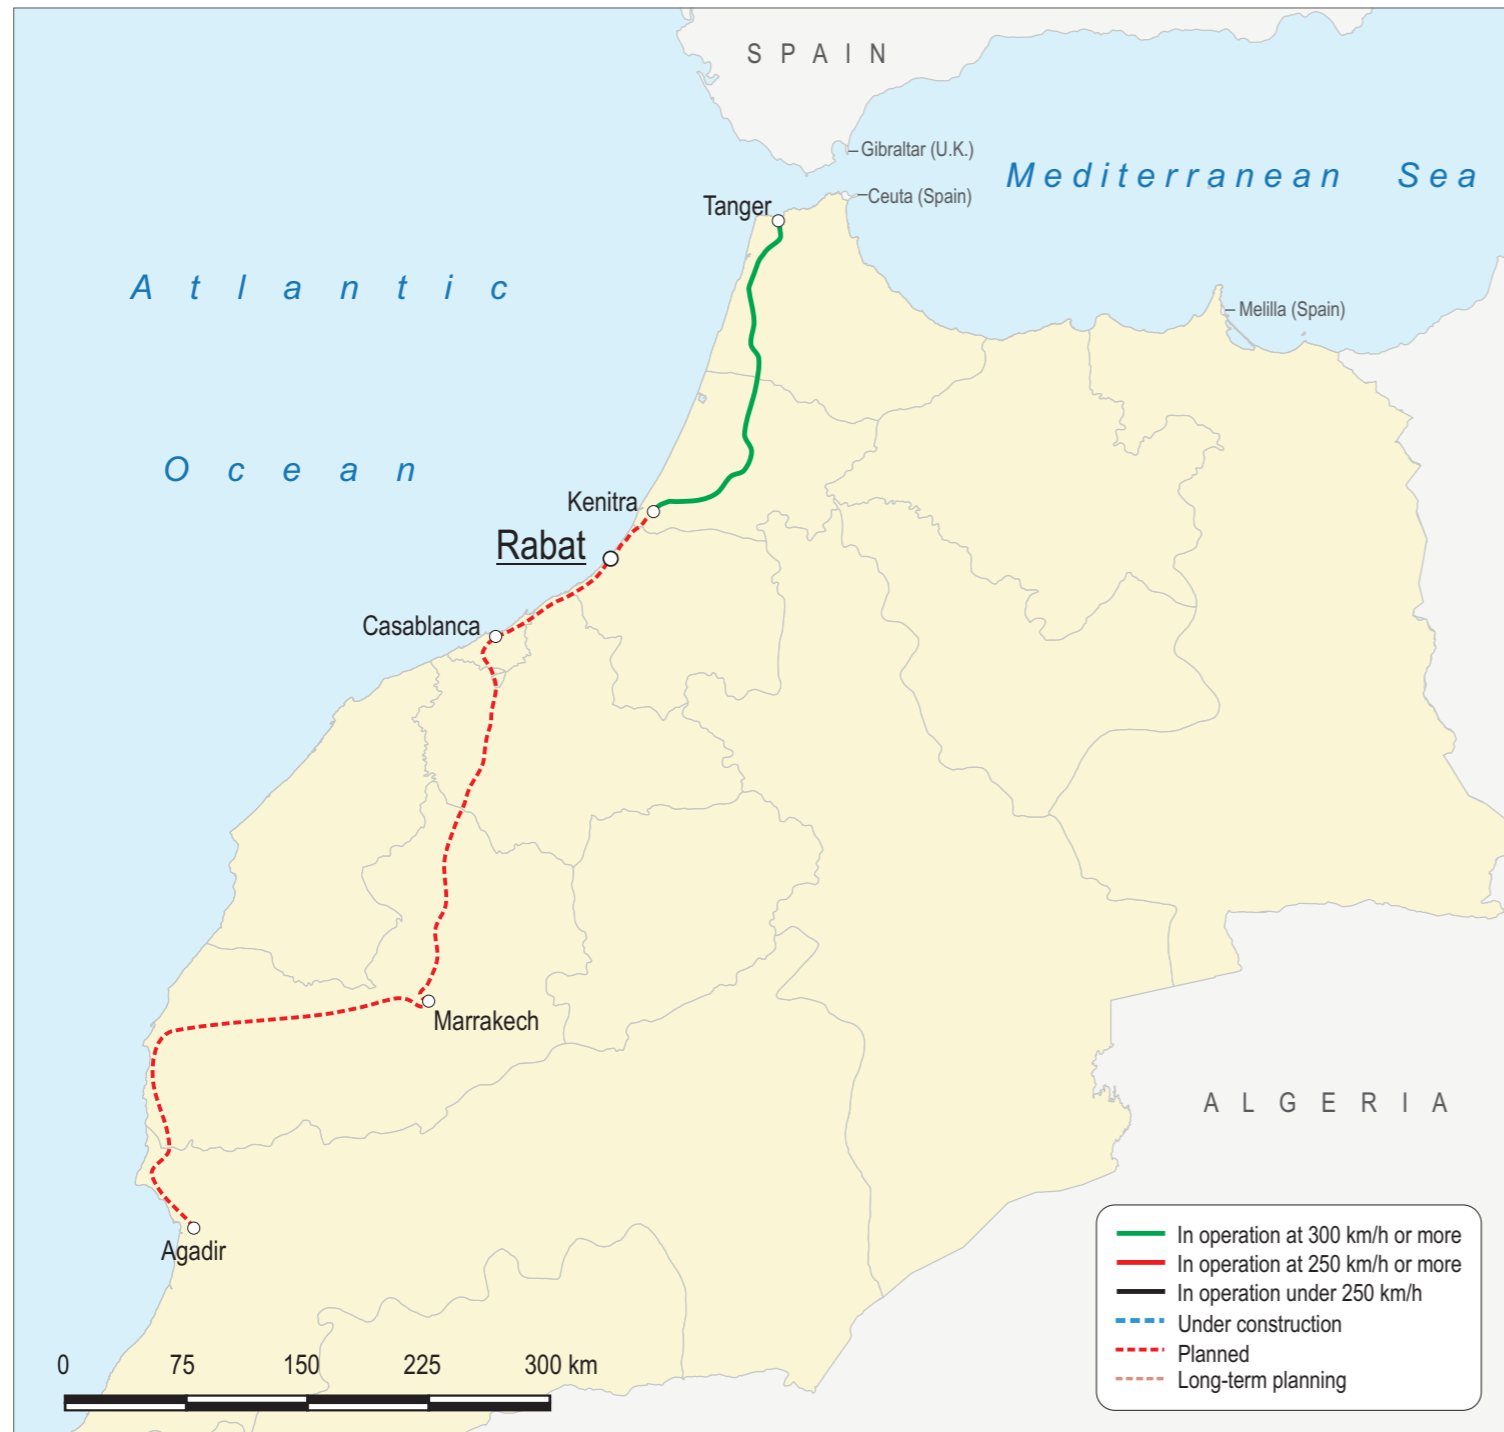 SPAIN
Gibraltar (U.K.)
Mediterranean Sea
Ceuta (Spain)
Tanger
Atlantic
Melilla (Spain)
Ocean
Kenitra
Rabat
Casablanca
Marrakech
ALGERIA
Agadir
In operation at 300 km/h or more
In operation at 250 km/h or more
In operation under 250 km/h
Under construction
Planned
Long-term planning
0 75 150 225 300 km